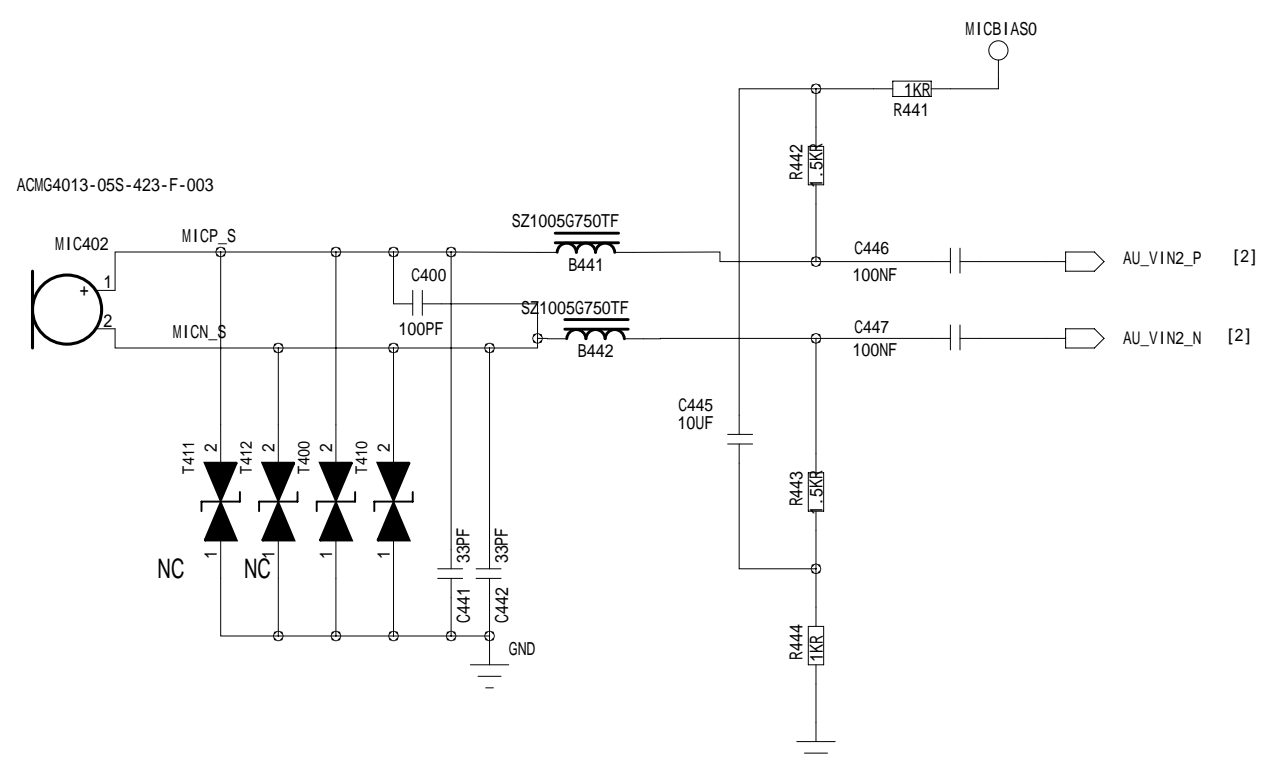 MICBIAS0
1KR
R441
R442
1.5KR
ACMG4013-05S-423-F-003
SZ1005G750TF
MIC402
MICP_S
B441
C446
100NF
AU_VIN2_P [2]
1
+
C400
100PF
SZ1005G750TF
2
MICN_S
B442
C447
100NF
AU_VIN2_N [2]
C445
10UF
T411
2
T412
2
T400
2
T410
2
R443
1.5KR
1
1
1
1
NC
NC
33PF
C441
33PF
C442
GND
R444
1KR